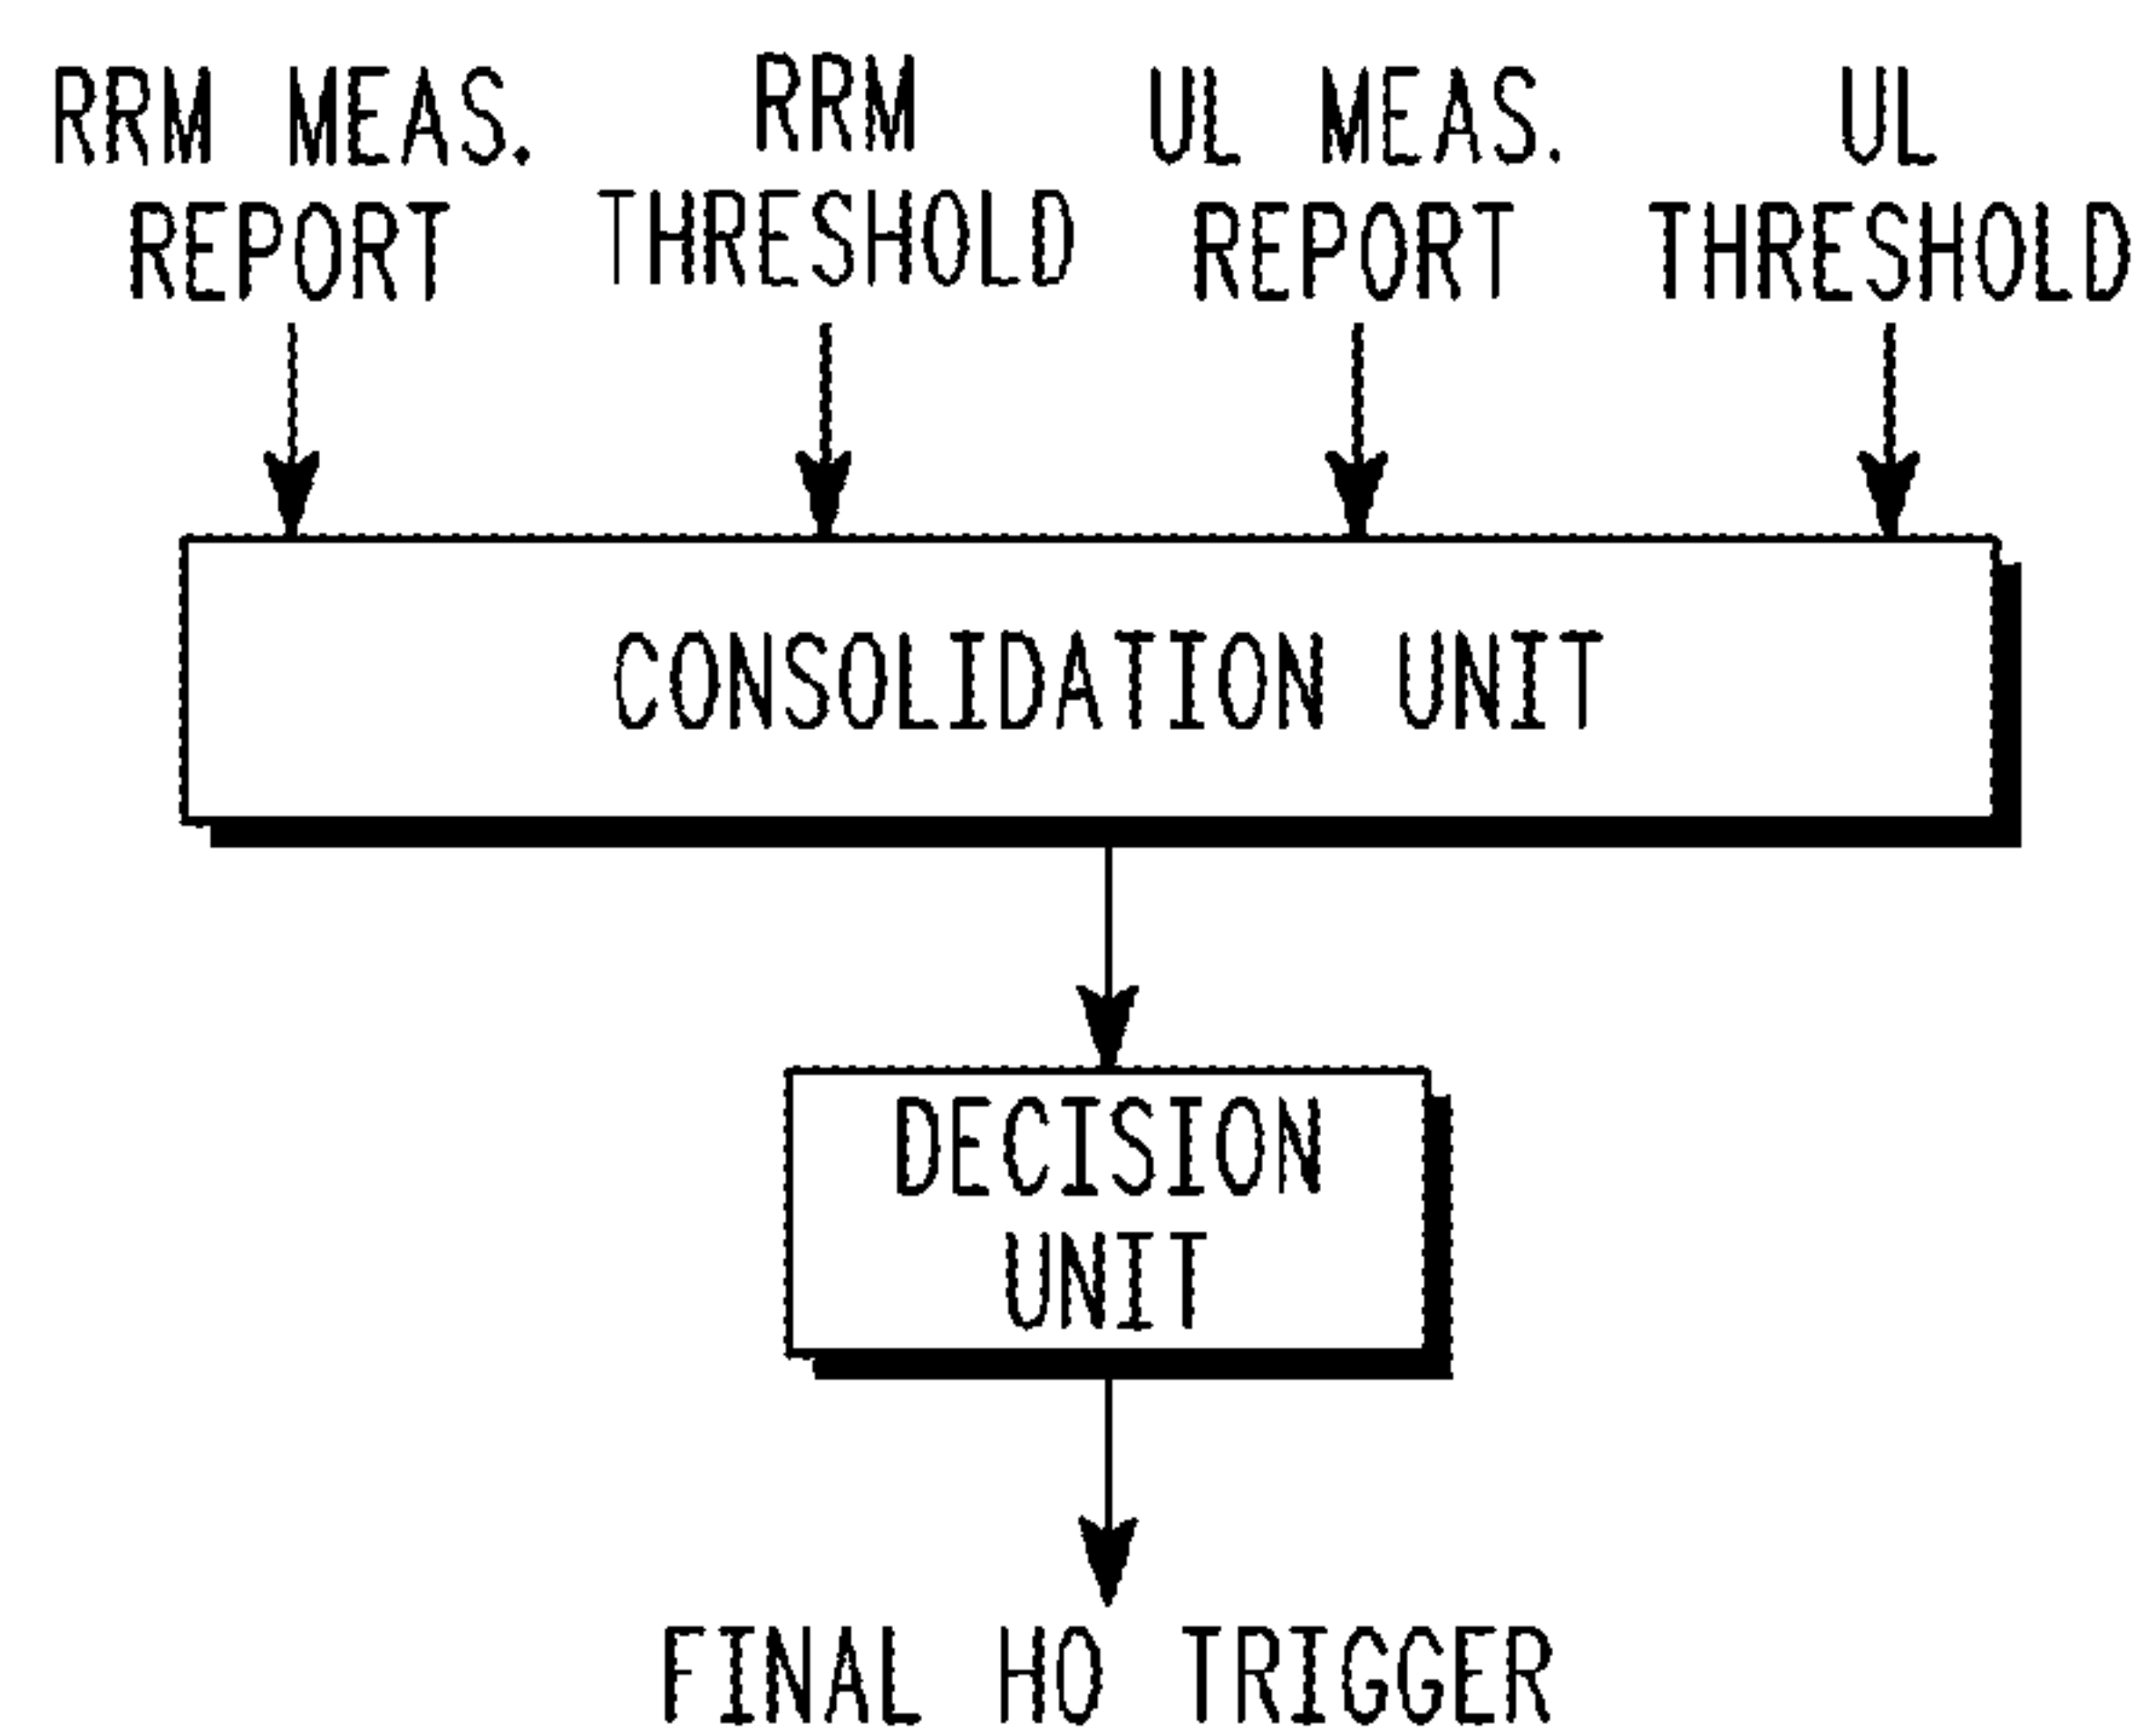 RRM MEAS.
REPORT
RRM
THRESHOLD
UL MEAS.
REPORT
UL
THRESHOLD
CONSOLIDATION UNIT
DECISION
UNIT
FINAL HO TRIGGER